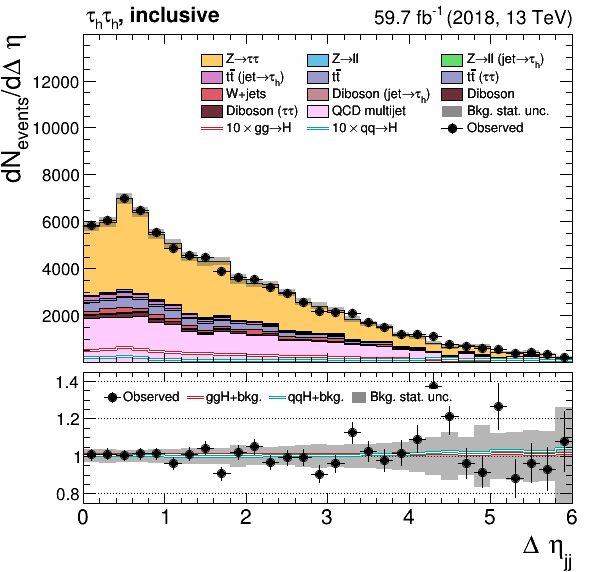 τhτh, inclusive 59.7 fb⁻¹ (2018, 13 TeV)
dNevents/dΔ η
Z→ττ Z→ll Z→ll (jet→τh)
tt̄ (jet→τh) tt̄ tt̄ (ττ)
W+jets Diboson (jet→τh) Diboson
Diboson (ττ) QCD multijet Bkg. stat. unc.
10 × gg→H 10 × qq→H Observed
12000
10000
8000
6000
4000
2000
1.4
Observed ggH+bkg. qqH+bkg. Bkg. stat. unc.
1.2
1
0.8
0 1 2 3 4 5 6
Δ ηjj